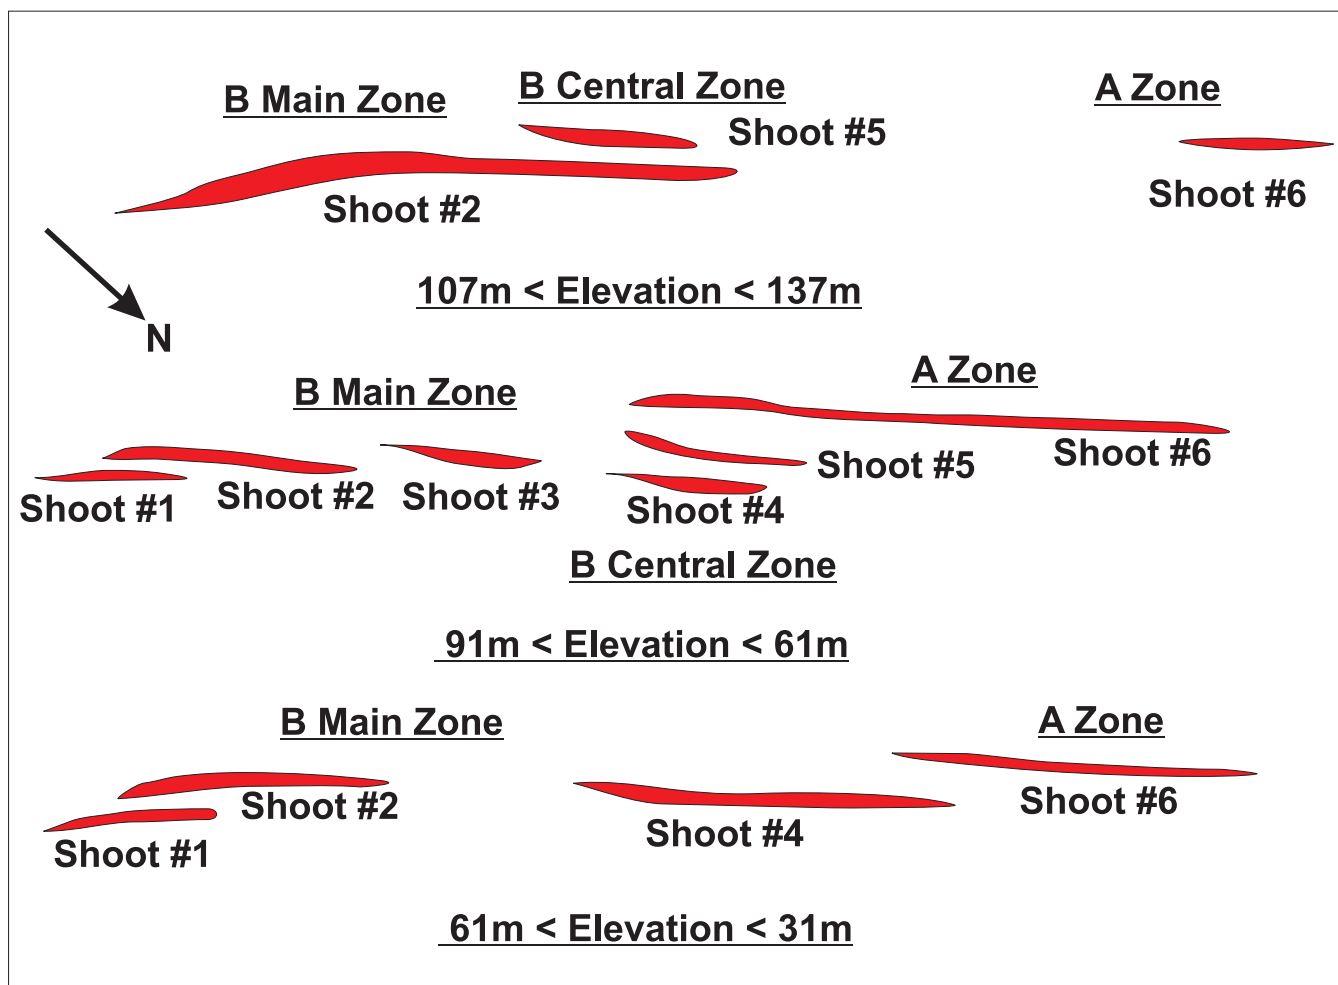 B Main Zone
B Central Zone
A Zone
Shoot #5
Shoot #2
Shoot #6
107m < Elevation < 137m
N
B Main Zone
A Zone
Shoot #1
Shoot #2
Shoot #3
Shoot #4
Shoot #5
Shoot #6
B Central Zone
91m < Elevation < 61m
B Main Zone
A Zone
Shoot #2
Shoot #1
Shoot #4
Shoot #6
61m < Elevation < 31m